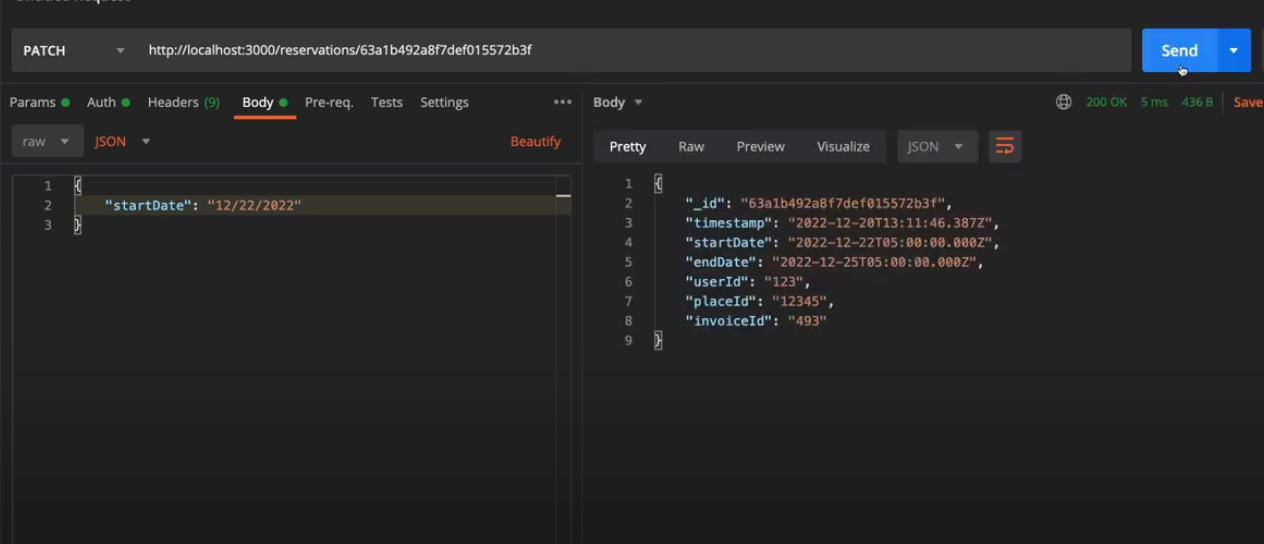 Untitled Request
PATCH http://localhost:3000/reservations/63a1b492a8f7def015572b3f Send
Params Auth Headers (9) Body Pre-req. Tests Settings ••• Body 200 OK 5 ms 436 B Save
raw JSON Beautify Pretty Raw Preview Visualize JSON
1 {
2 "startDate": "12/22/2022"
3 }
1 {
2 "_id": "63a1b492a8f7def015572b3f",
3 "timestamp": "2022-12-20T13:11:46.387Z",
4 "startDate": "2022-12-22T05:00:00.000Z",
5 "endDate": "2022-12-25T05:00:00.000Z",
6 "userId": "123",
7 "placeId": "12345",
8 "invoiceId": "493"
9 }